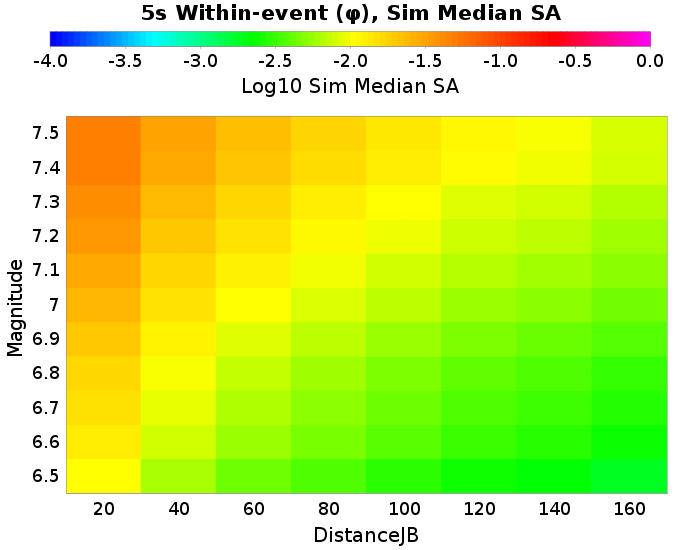 5s Within-event (φ), Sim Median SA
-4.0 -3.5 -3.0 -2.5 -2.0 -1.5 -1.0 -0.5 0.0
Log10 Sim Median SA
7.5
7.4
7.3
7.2
7.1
7
6.9
6.8
6.7
6.6
6.5
Magnitude
20 40 60 80 100 120 140 160
DistanceJB